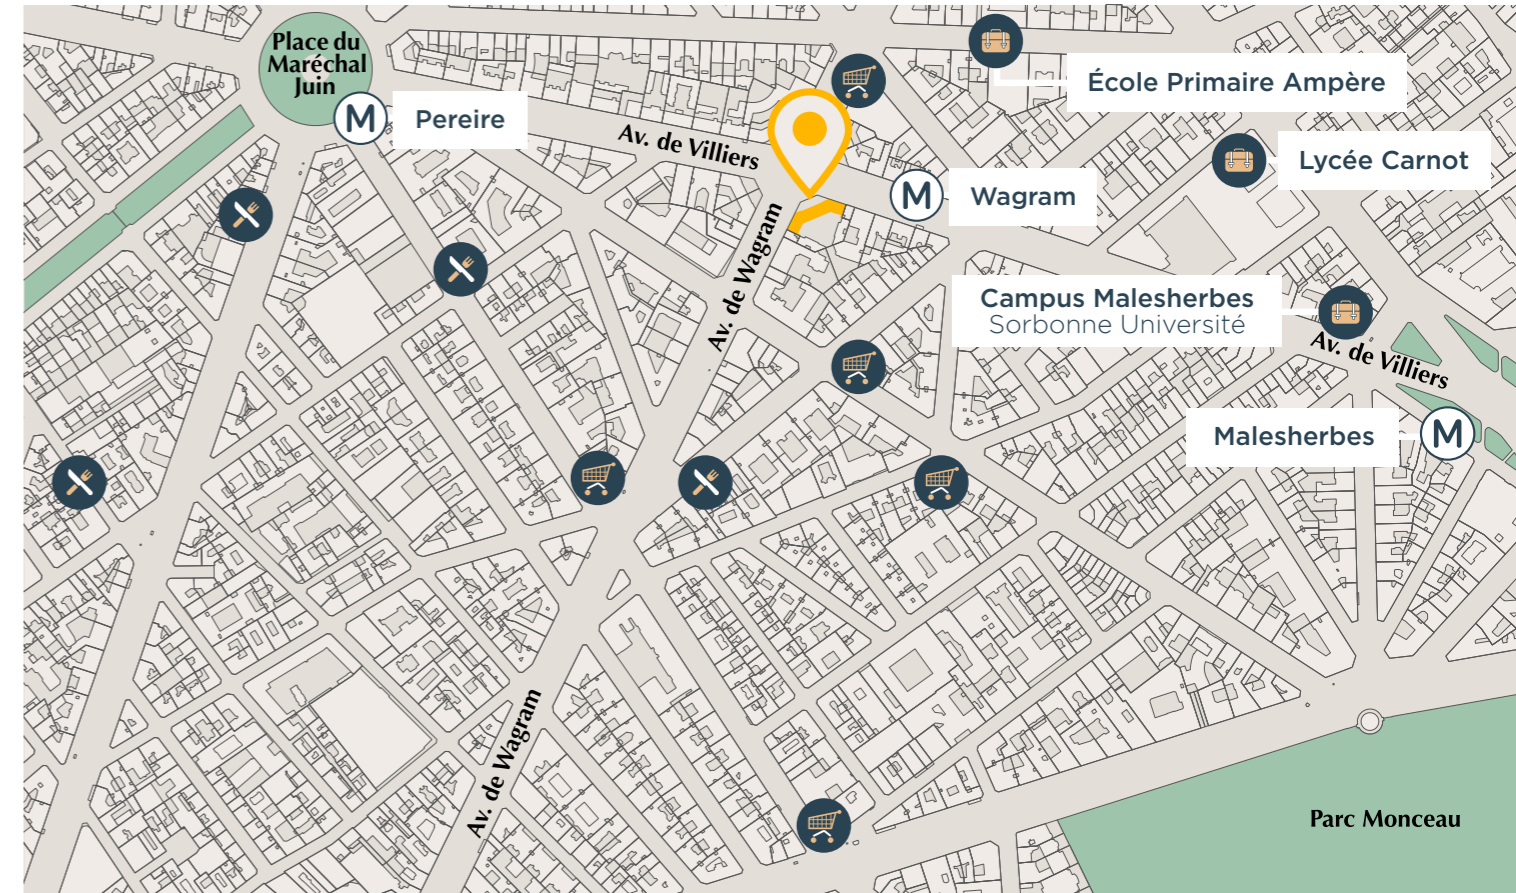 Place du
Maréchal
Juin
M
Pereire
Av. de Villiers
École Primaire Ampère
Lycée Carnot
M
Wagram
Av. de Wagram
Campus Malesherbes
Sorbonne Université
Av. de Villiers
Malesherbes
M
Av. de Wagram
Parc Monceau